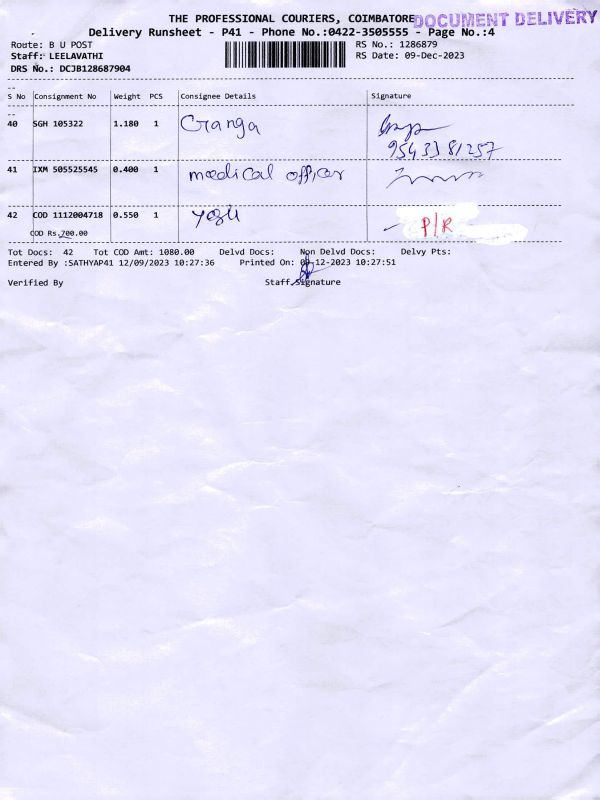 THE PROFESSIONAL COURIERS, COIMBATORE
DOCUMENT DELIVERY
Delivery Runsheet - P41 - Phone No.:0422-3505555 - Page No.:4
Route: B U POST
RS No.: 1286879
Staff: LEELAVATHI
RS Date: 09-Dec-2023
DRS No.: DCJB128687904
S No Consignment No Weight PCS Consignee Details Signature
40 SGH 105322 1.180 1 Ganga
9543381257
41 IXM 505525545 0.400 1 medical officer
42 COD 1112004718 0.550 1 P/R
COD Rs.700.00
Tot Docs: 42 Tot COD Amt: 1080.00 Delvd Docs: Non Delvd Docs: Delvy Pts:
Entered By :SATHYAP41 12/09/2023 10:27:36 Printed On: 09-12-2023 10:27:51
Verified By Staff Signature